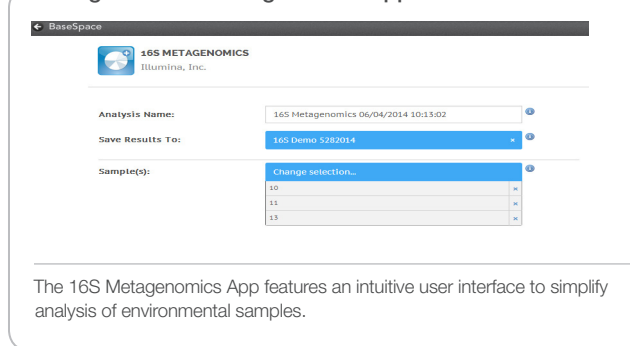 BaseSpace
16S METAGENOMICS
Illumina, Inc.
Analysis Name: 16S Metagenomics 06/04/2014 10:13:02
Save Results To: 16S Demo 5282014 ×
Sample(s): Change selection...
10 ×
11 ×
13 ×
The 16S Metagenomics App features an intuitive user interface to simplify
analysis of environmental samples.